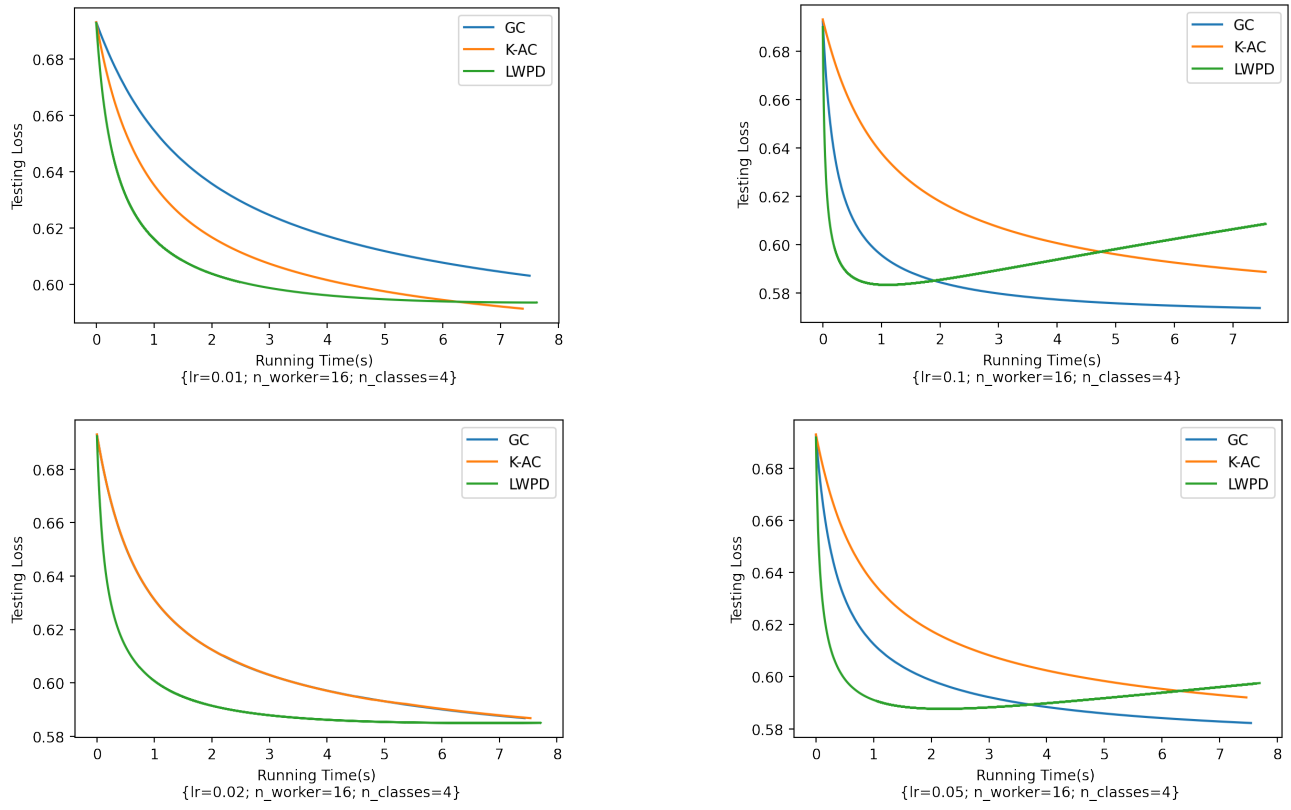 GC
K-AC
LWPD
0.68
0.66
0.64
0.62
0.60
Testing Loss
0 1 2 3 4 5 6 7 8
Running Time(s)
{lr=0.01; n_worker=16; n_classes=4}
GC
K-AC
LWPD
0.68
0.66
0.64
0.62
0.60
0.58
Testing Loss
0 1 2 3 4 5 6 7
Running Time(s)
{lr=0.1; n_worker=16; n_classes=4}
GC
K-AC
LWPD
0.68
0.66
0.64
0.62
0.60
0.58
Testing Loss
0 1 2 3 4 5 6 7 8
Running Time(s)
{lr=0.02; n_worker=16; n_classes=4}
GC
K-AC
LWPD
0.68
0.66
0.64
0.62
0.60
0.58
Testing Loss
0 1 2 3 4 5 6 7 8
Running Time(s)
{lr=0.05; n_worker=16; n_classes=4}